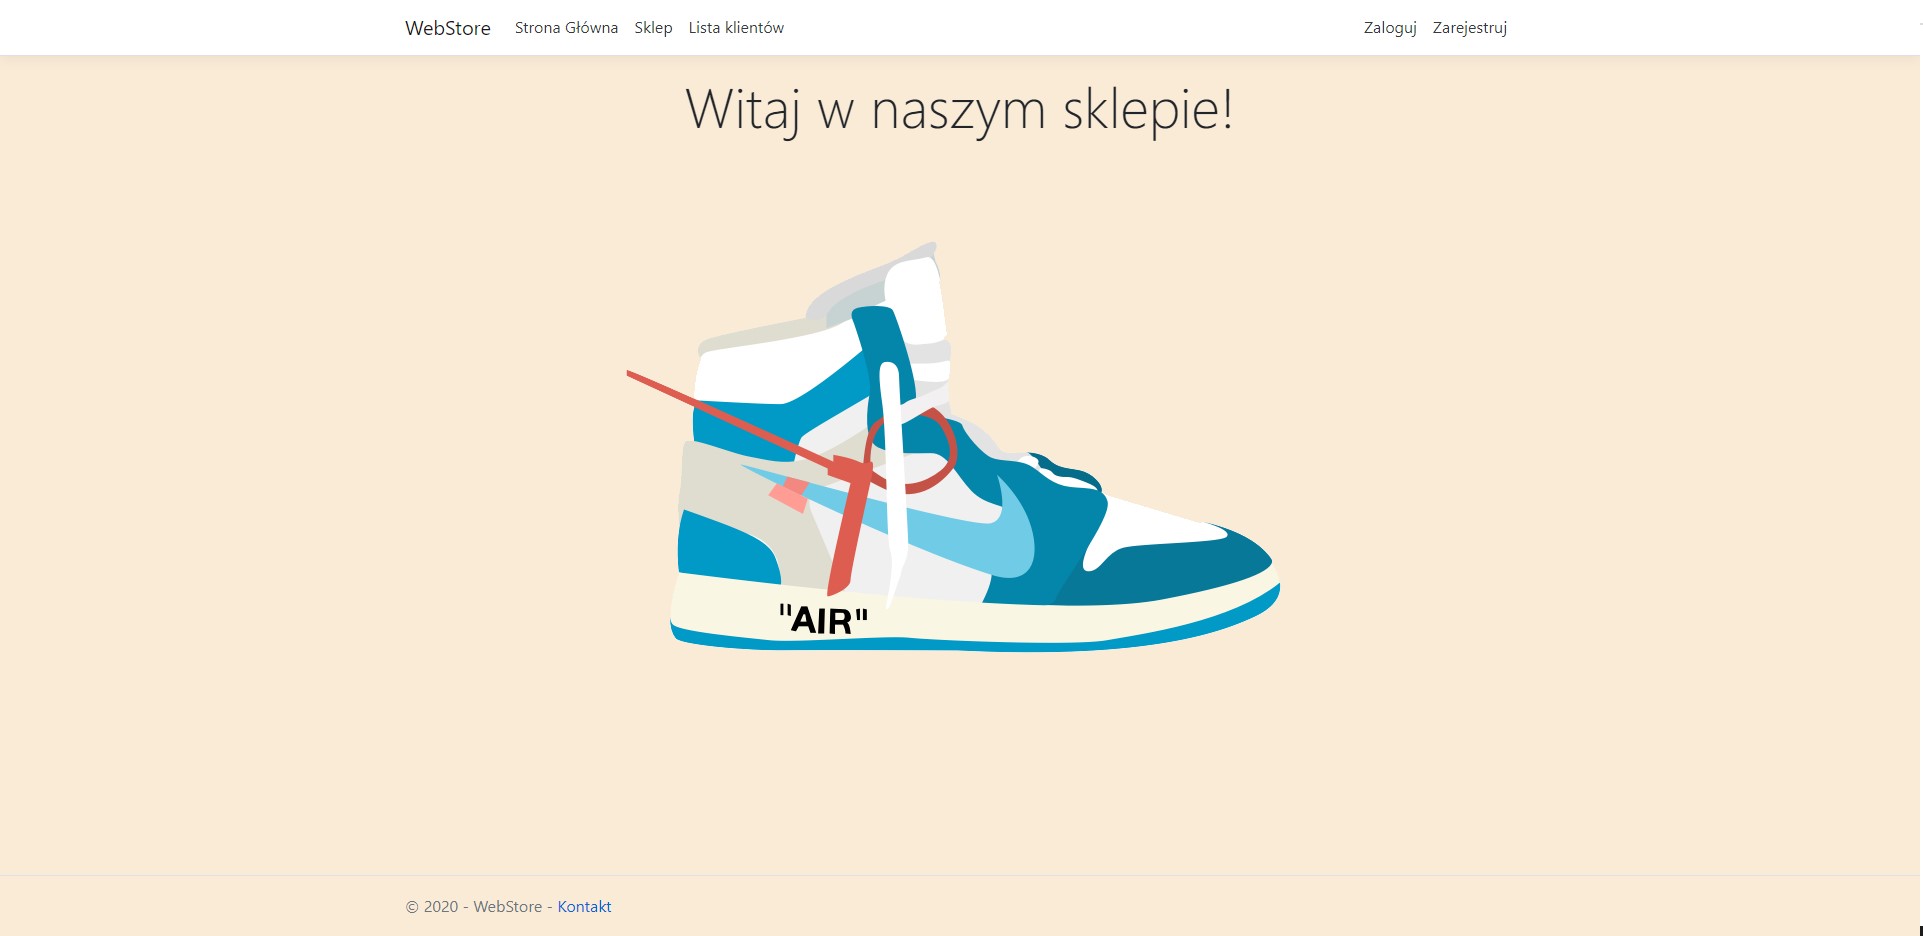 WebStore Strona Główna Sklep Lista klientów Zaloguj Zarejestruj
Witaj w naszym sklepie!
"AIR"
© 2020 - WebStore - Kontakt